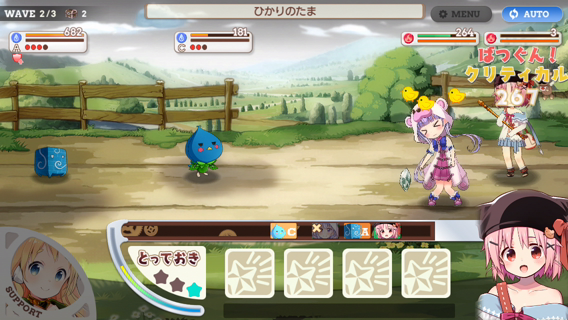 WAVE 2/3 2
ひかりのたま
MENU
AUTO
682
A
181
C
264
3
ばつぐん!
クリティカル
267
C
A
とっておき
SUPPORT